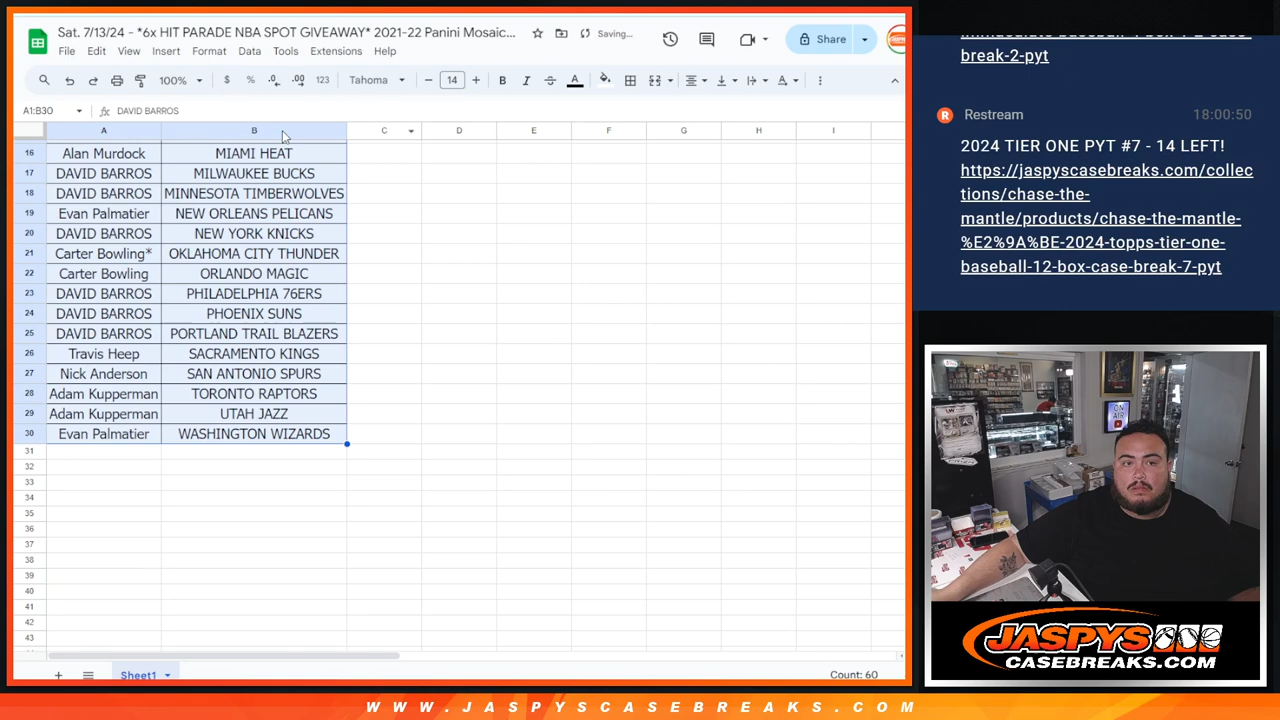 Sat. 7/13/24 - *6x HIT PARADE NBA SPOT GIVEAWAY* 2021-22 Panini Mosaic... Saving...
File Edit View Insert Format Data Tools Extensions Help
Share
100% $ % .0 .00 123 Tahoma 14 B I A
A1:B30 fx DAVID BARROS
A B C D E F G H I
16 Alan Murdock MIAMI HEAT
17 DAVID BARROS MILWAUKEE BUCKS
18 DAVID BARROS MINNESOTA TIMBERWOLVES
19 Evan Palmatier NEW ORLEANS PELICANS
20 DAVID BARROS NEW YORK KNICKS
21 Carter Bowling* OKLAHOMA CITY THUNDER
22 Carter Bowling ORLANDO MAGIC
23 DAVID BARROS PHILADELPHIA 76ERS
24 DAVID BARROS PHOENIX SUNS
25 DAVID BARROS PORTLAND TRAIL BLAZERS
26 Travis Heep SACRAMENTO KINGS
27 Nick Anderson SAN ANTONIO SPURS
28 Adam Kupperman TORONTO RAPTORS
29 Adam Kupperman UTAH JAZZ
30 Evan Palmatier WASHINGTON WIZARDS
31
32
33
34
35
36
37
38
39
40
41
42
43
Sheet1 Count: 60
break-2-pyt
R Restream 18:00:50
2024 TIER ONE PYT #7 - 14 LEFT!
https://jaspyscasebreaks.com/collec
tions/chase-the-
mantle/products/chase-the-mantle-
%E2%9A%BE-2024-topps-tier-one-
baseball-12-box-case-break-7-pyt
ON
AIR
JASPYS
CASEBREAKS.COM
WWW.JASPYSCASEBREAKS.COM